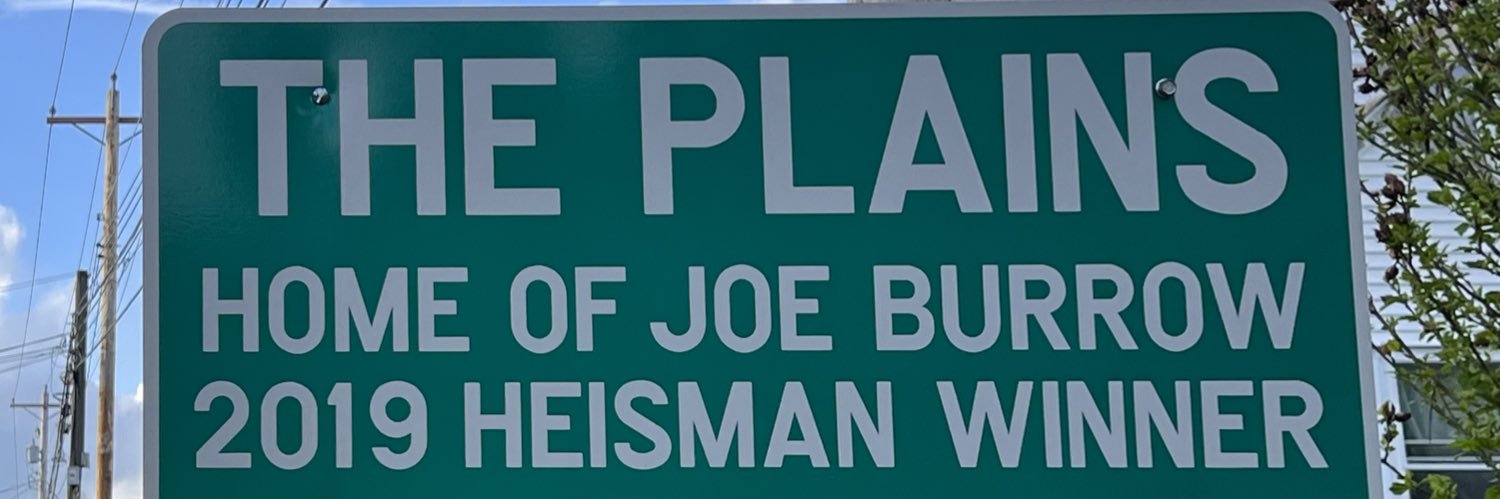 THE PLAINS
HOME OF JOE BURROW
2019 HEISMAN WINNER